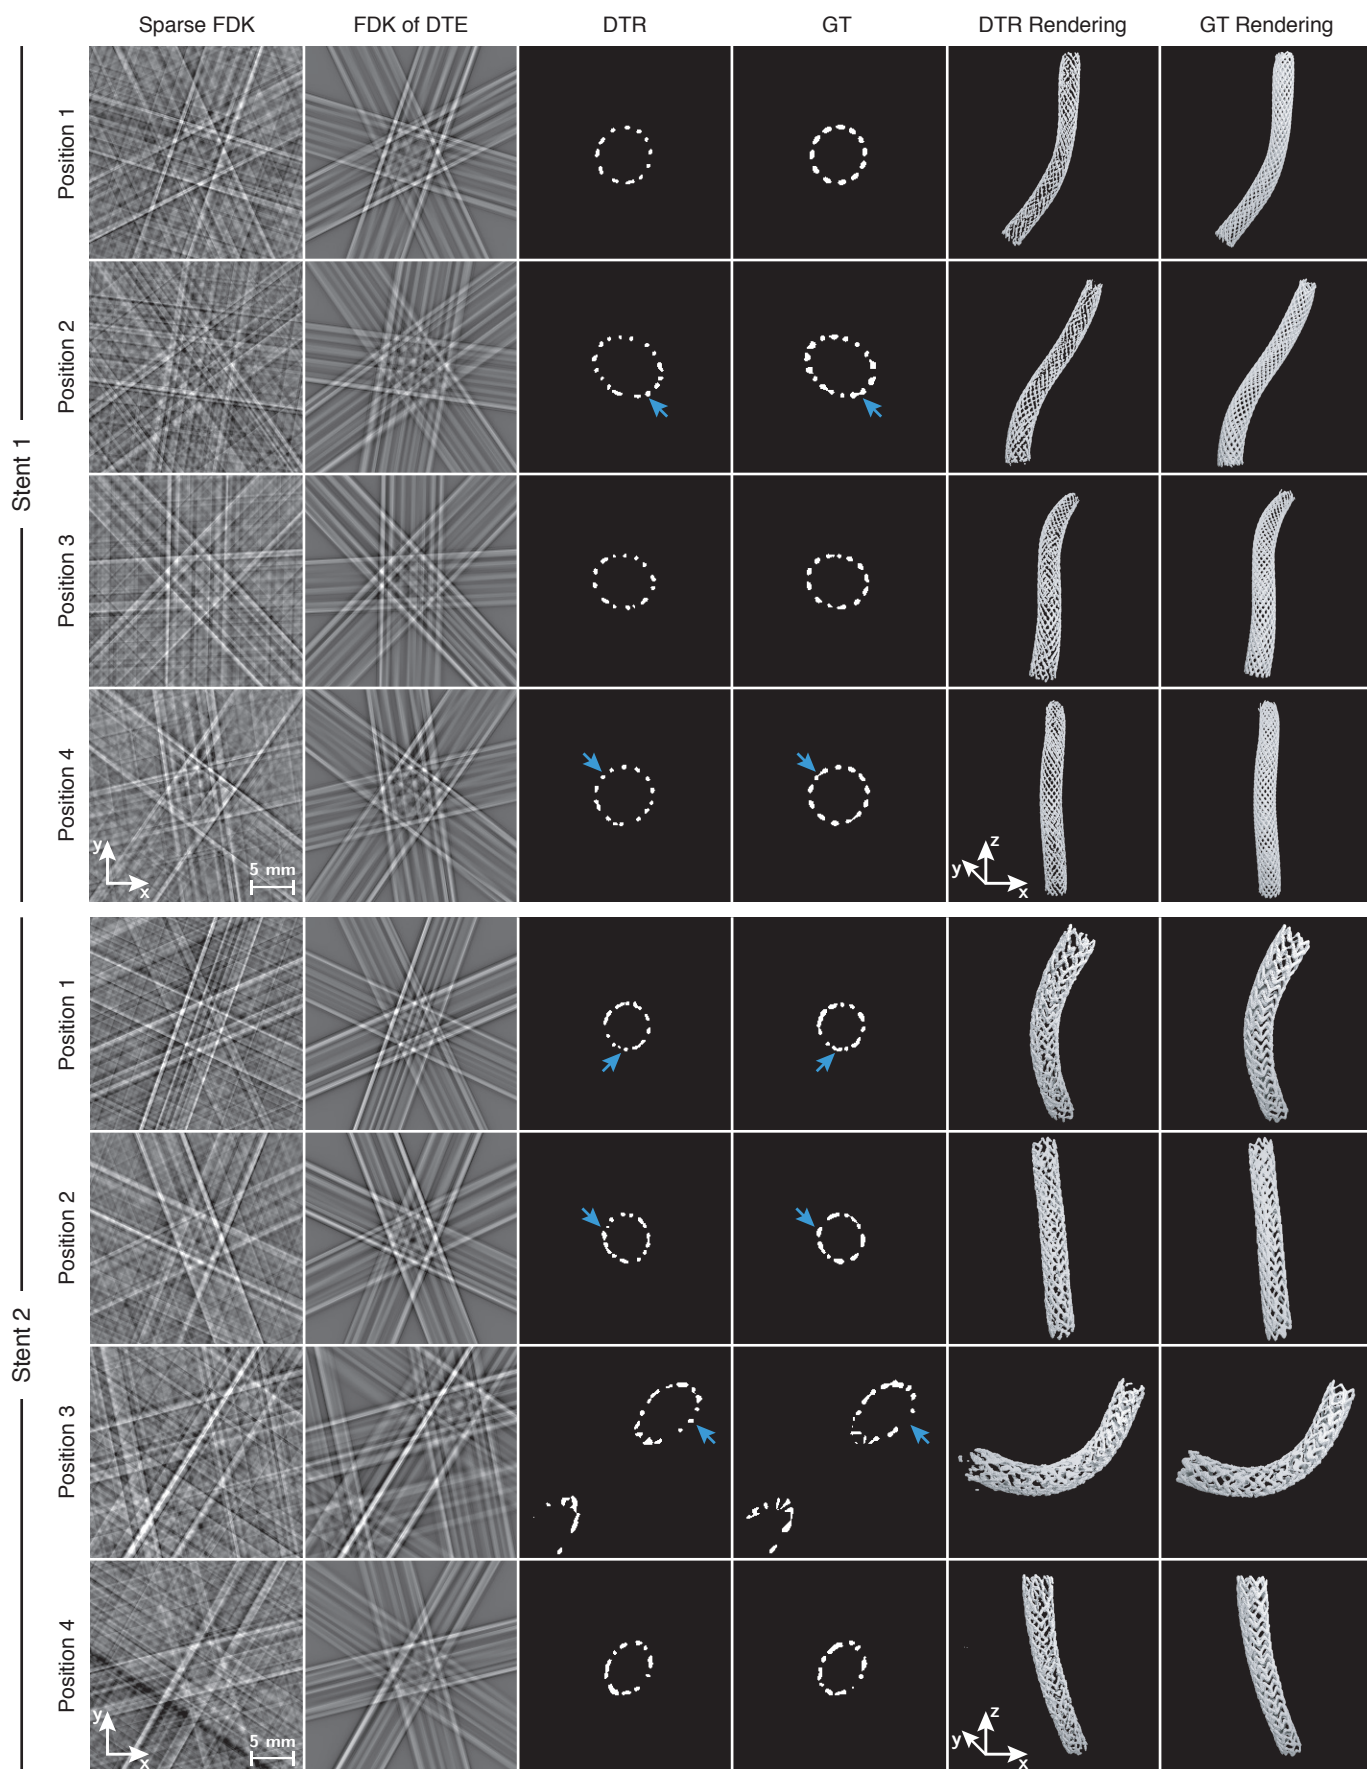 Sparse FDK FDK of DTE DTR GT DTR Rendering GT Rendering
Stent 1
Position 1
Position 2
Position 3
Position 4
y
x
5 mm
z
y
x
Stent 2
Position 1
Position 2
Position 3
Position 4
y
x
5 mm
z
y
x